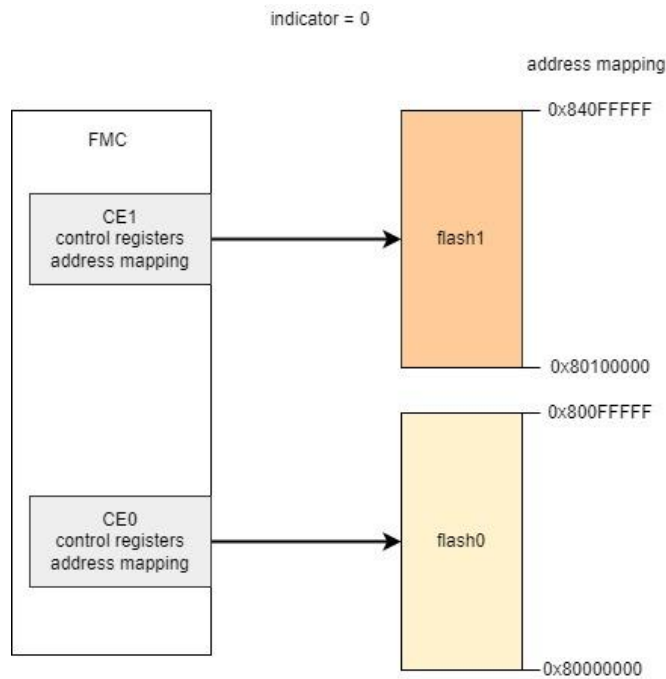 indicator = 0
address mapping
0x840FFFFF
FMC
CE1
control registers
address mapping
flash1
0x80100000
0x800FFFFF
CE0
control registers
address mapping
flash0
0x80000000